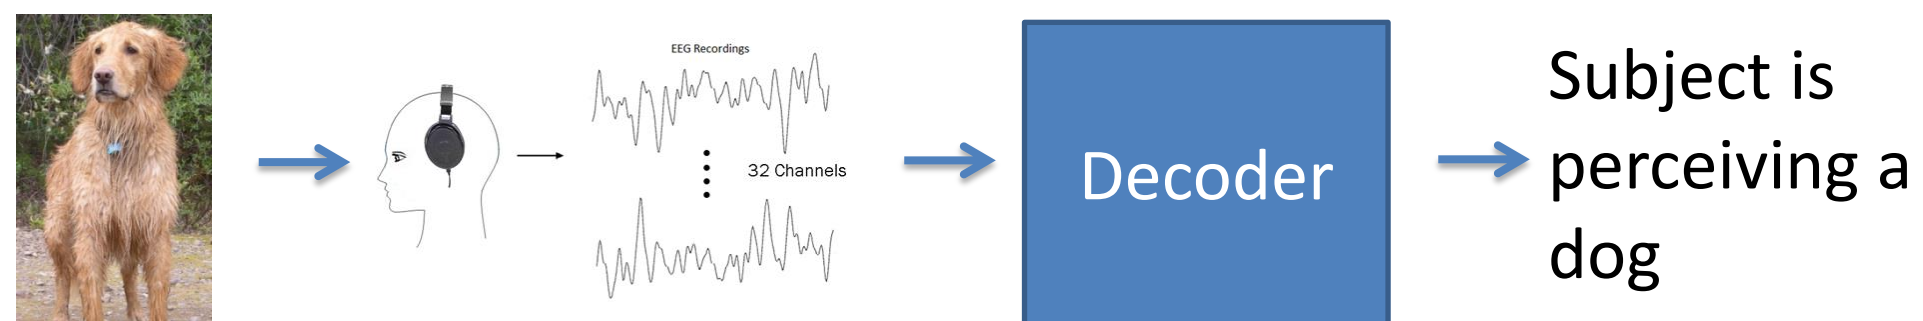 EEG Recordings
32 Channels
Decoder
Subject is
perceiving a
dog